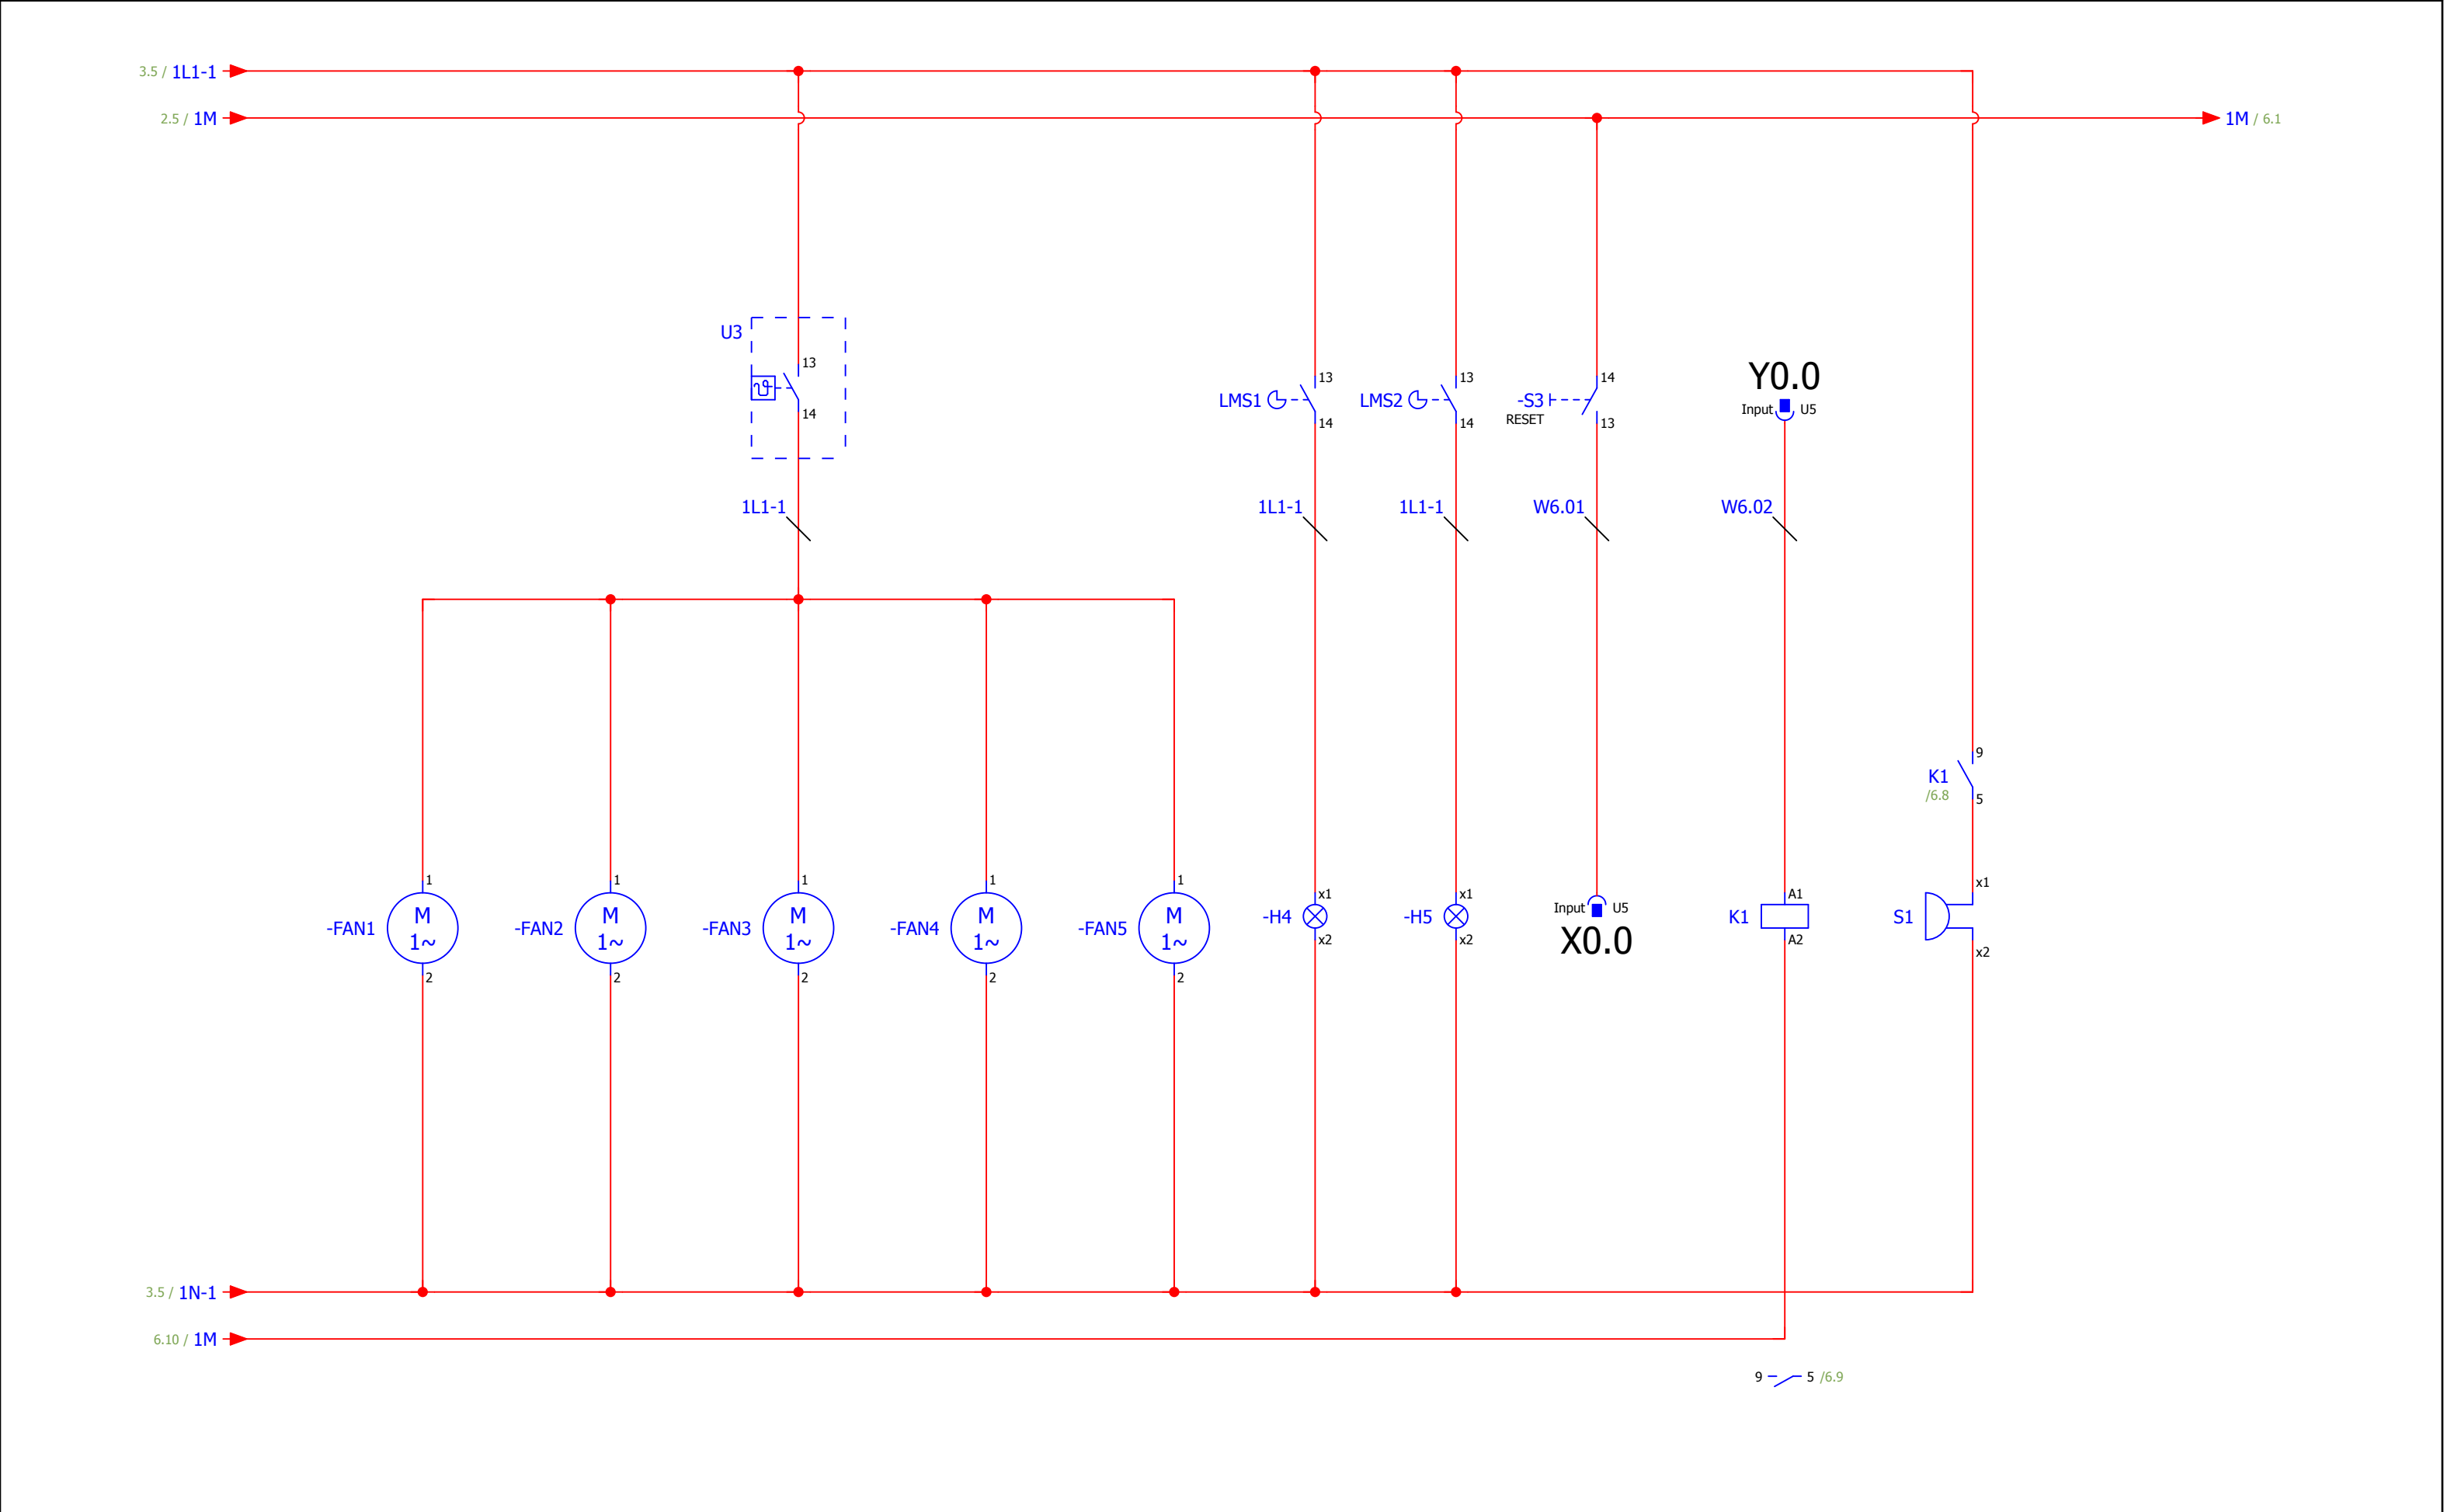 3.5 / 1L1-1
2.5 / 1M
1M / 6.1
U3
13
14
LMS1
13
14
LMS2
13
14
-S3
RESET
14
13
Y0.0
Input U5
1L1-1
1L1-1
1L1-1
W6.01
W6.02
K1
/6.8
9
5
-FAN1
1
M
1~
2
-FAN2
1
M
1~
2
-FAN3
1
M
1~
2
-FAN4
1
M
1~
2
-FAN5
1
M
1~
2
-H4
x1
x2
-H5
x1
x2
Input U5
X0.0
K1
A1
A2
S1
x1
x2
3.5 / 1N-1
6.10 / 1M
9 5 /6.9